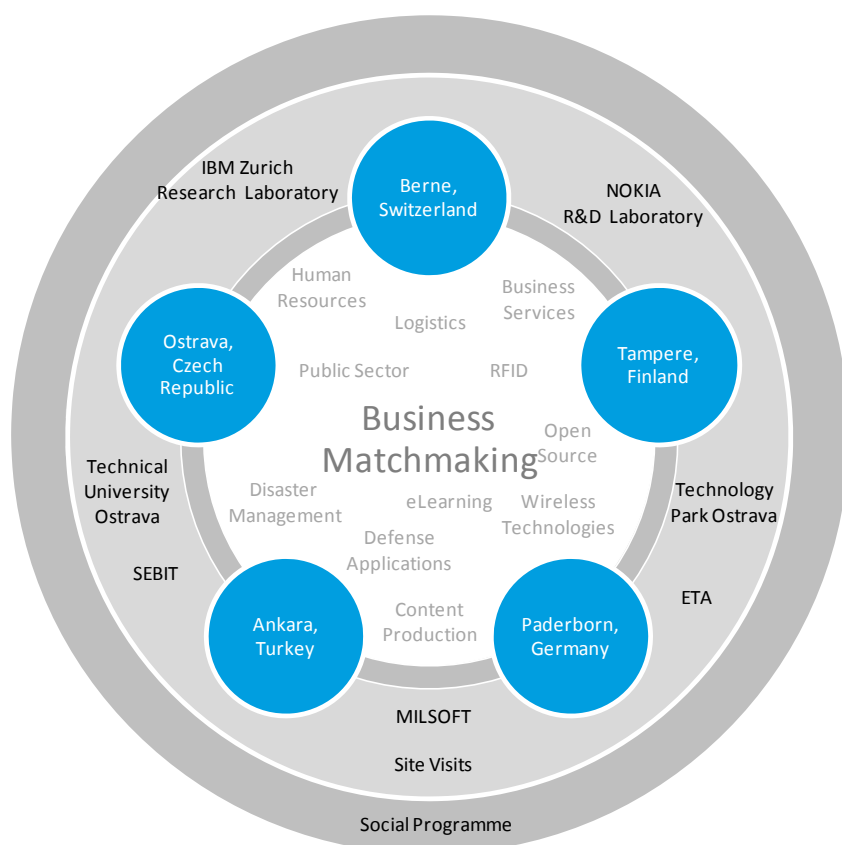 IBM Zurich
Research Laboratory
Berne,
Switzerland
NOKIA
R&D Laboratory
Human
Resources
Business
Services
Logistics
Ostrava,
Czech
Republic
Public Sector
RFID
Tampere,
Finland
Business
Matchmaking
Open
Source
Technical
University
Ostrava
Disaster
Management
eLearning
Wireless
Technologies
Technology
Park Ostrava
Defense
Applications
SEBIT
ETA
Ankara,
Turkey
Content
Production
Paderborn,
Germany
MILSOFT
Site Visits
Social Programme